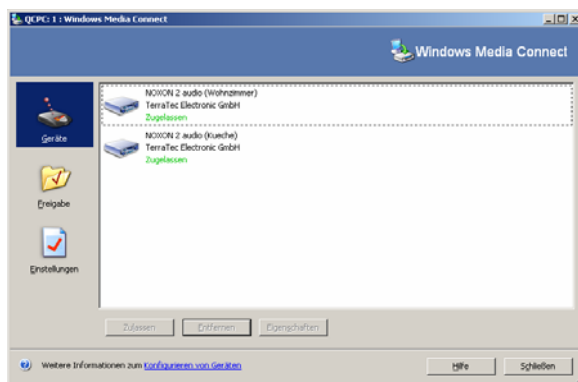 QCPC: 1 : Windows Media Connect
Windows Media Connect
Geräte
Freigabe
Einstellungen
NOXON 2 audio (Wohnzimmer)
TerraTec Electronic GmbH
Zugelassen
NOXON 2 audio (Kueche)
TerraTec Electronic GmbH
Zugelassen
Zulassen Entfernen Eigenschaften
Weitere Informationen zum Konfigurieren von Geräten
Hilfe Schließen